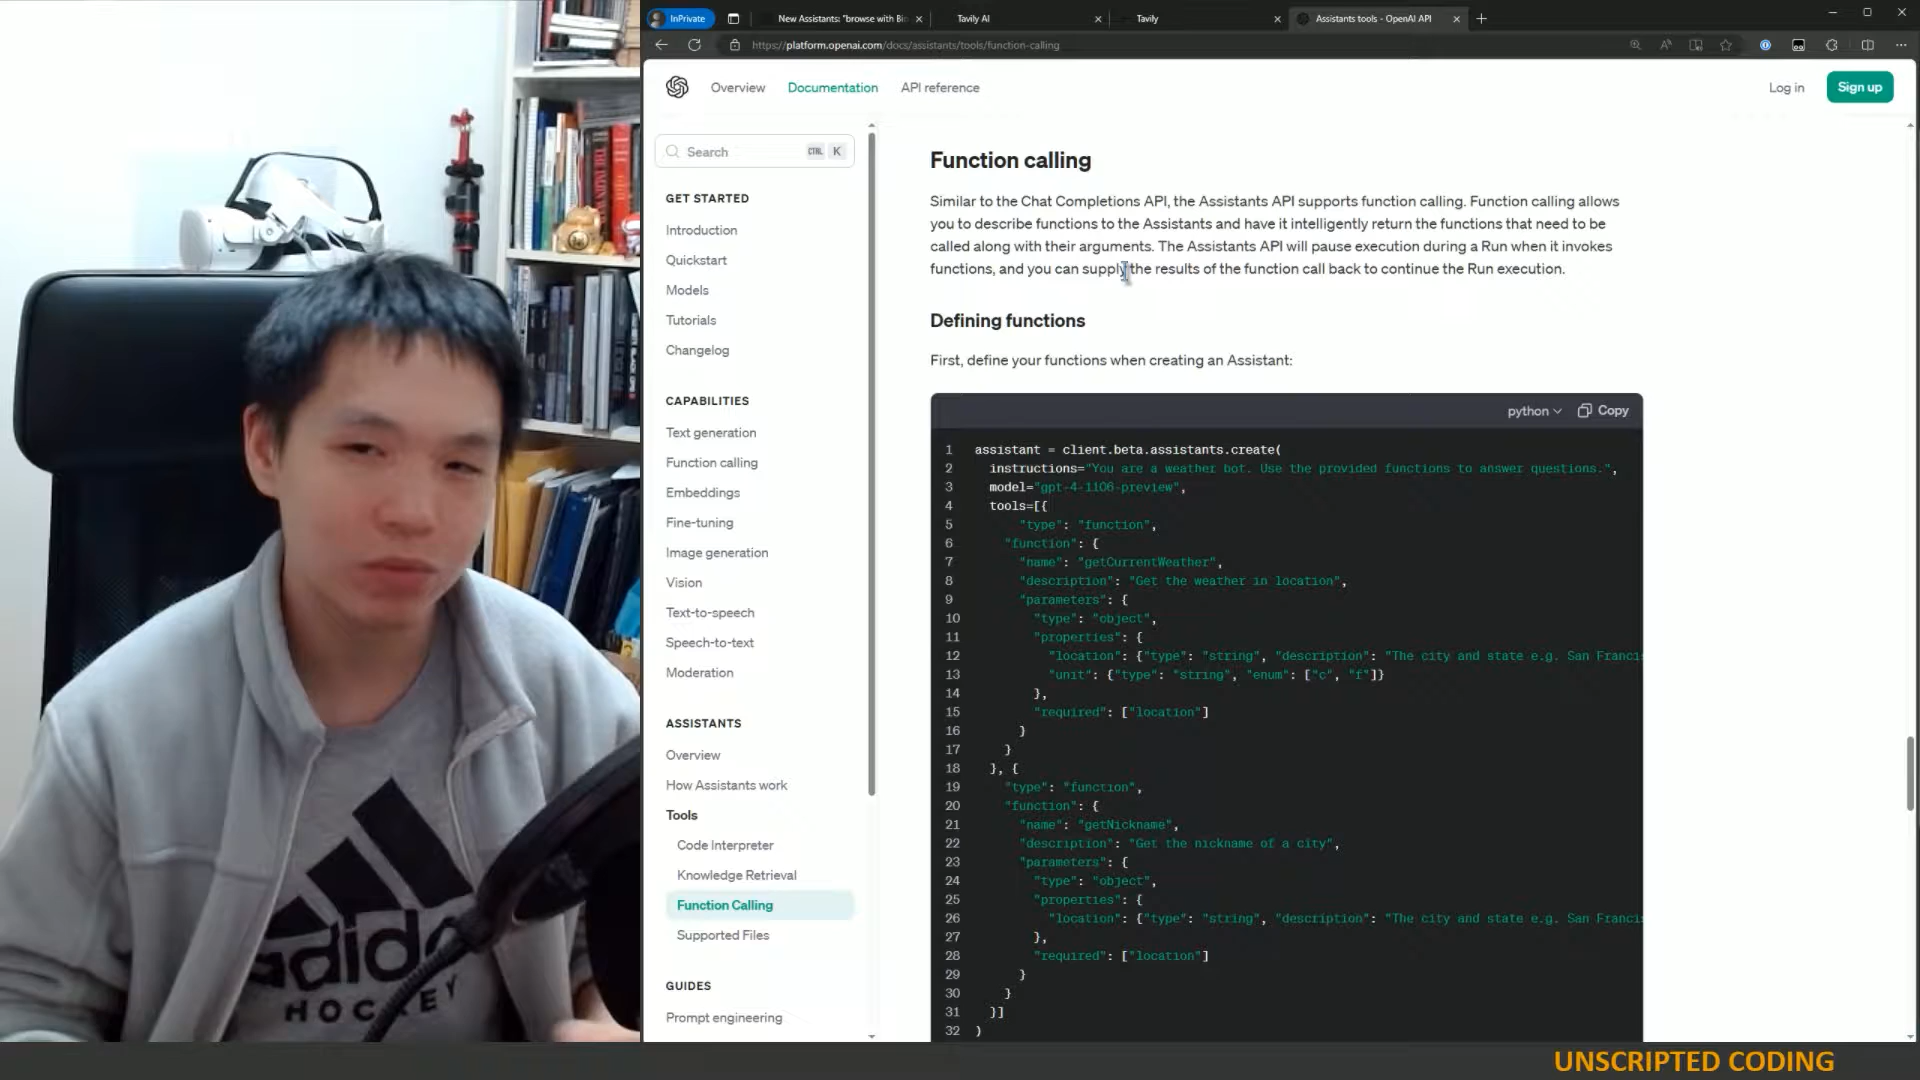 InPrivate
New Assistants: "browse with Bin
Tavily AI
Tavily
Assistants tools - OpenAI API
https://platform.openai.com/docs/assistants/tools/function-calling
Overview
Documentation
API reference
Log in
Sign up
Search
CTRL
K
GET STARTED
Introduction
Quickstart
Models
Tutorials
Changelog
CAPABILITIES
Text generation
Function calling
Embeddings
Fine-tuning
Image generation
Vision
Text-to-speech
Speech-to-text
Moderation
ASSISTANTS
Overview
How Assistants work
Tools
Code Interpreter
Knowledge Retrieval
Function Calling
Supported Files
GUIDES
Prompt engineering
Function calling
Similar to the Chat Completions API, the Assistants API supports function calling. Function calling allows
you to describe functions to the Assistants and have it intelligently return the functions that need to be
called along with their arguments. The Assistants API will pause execution during a Run when it invokes
functions, and you can supply the results of the function call back to continue the Run execution.
Defining functions
First, define your functions when creating an Assistant:
python
Copy
1 assistant = client.beta.assistants.create(
2 instructions="You are a weather bot. Use the provided functions to answer questions.",
3 model="gpt-4-1106-preview",
4 tools=[{
5 "type": "function",
6 "function": {
7 "name": "getCurrentWeather",
8 "description": "Get the weather in location",
9 "parameters": {
10 "type": "object",
11 "properties": {
12 "location": {"type": "string", "description": "The city and state e.g. San Francis
13 "unit": {"type": "string", "enum": ["c", "f"]}
14 },
15 "required": ["location"]
16 }
17 }
18 }, {
19 "type": "function",
20 "function": {
21 "name": "getNickname",
22 "description": "Get the nickname of a city",
23 "parameters": {
24 "type": "object",
25 "properties": {
26 "location": {"type": "string", "description": "The city and state e.g. San Francis
27 },
28 "required": ["location"]
29 }
30 }
31 }]
32 )
adidas
HOCKEY
UNSCRIPTED CODING